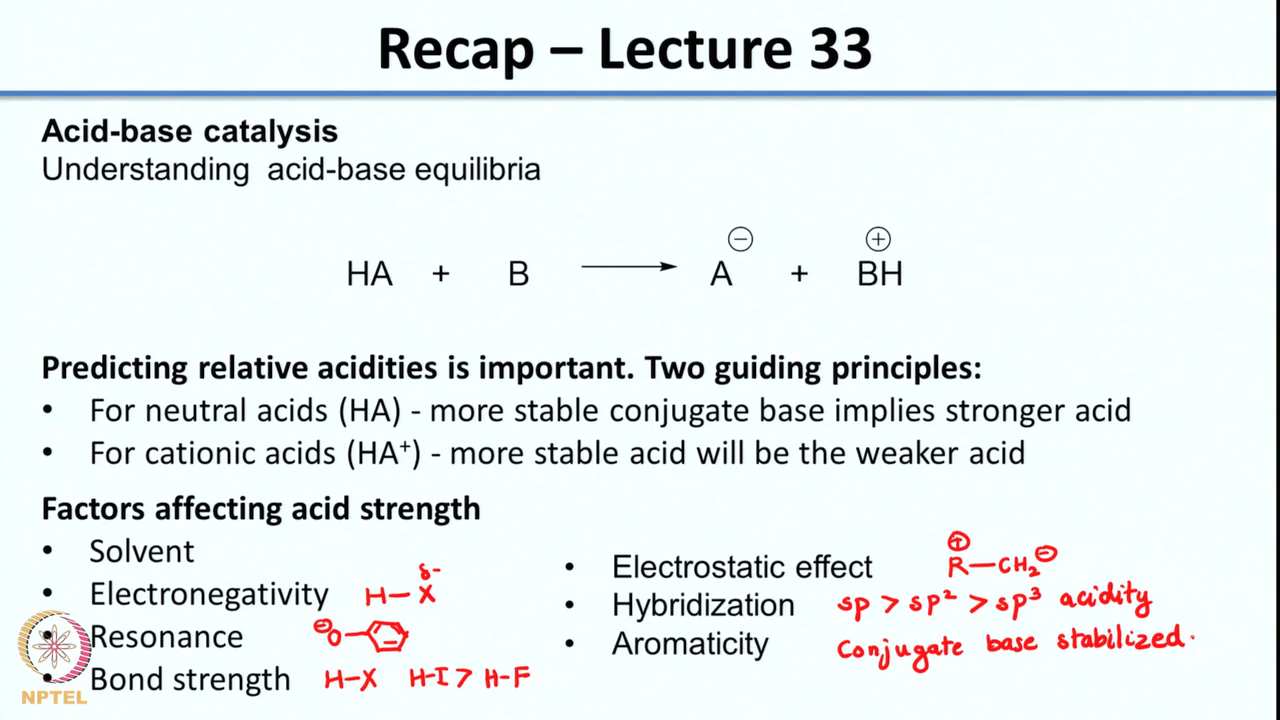 Recap – Lecture 33
Acid-base catalysis
Understanding acid-base equilibria
⊖ ⊕
HA + B ⟶ A + BH
Predicting relative acidities is important. Two guiding principles:
• For neutral acids (HA) - more stable conjugate base implies stronger acid
• For cationic acids (HA⁺) - more stable acid will be the weaker acid
Factors affecting acid strength
• Solvent
• Electronegativity H–X δ-
• Resonance ⊖O–
• Bond strength H-X H-I > H-F
• Electrostatic effect ⊕R–CH₂⊖
• Hybridization sp > sp² > sp³ acidity
• Aromaticity Conjugate base stabilized.
NPTEL